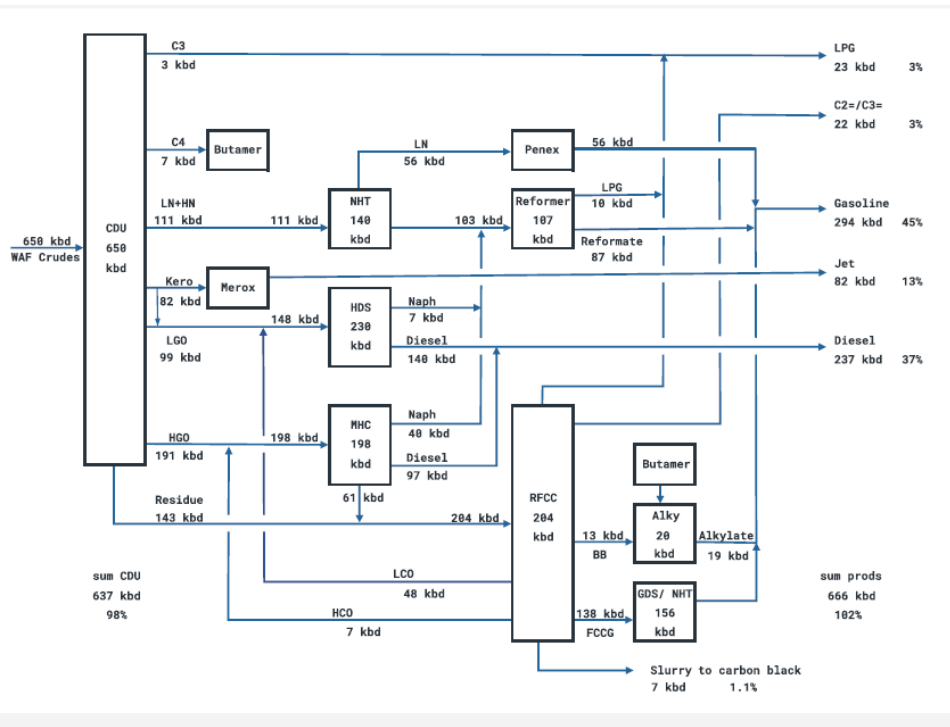 C3
3 kbd
LPG
23 kbd 3%
C2=/C3=
22 kbd 3%
C4
7 kbd
Butamer
LN
56 kbd
Penex
56 kbd
LN+HN
111 kbd
111 kbd
NHT
140
kbd
103 kbd
Reformer
107
kbd
LPG
10 kbd
Reformate
87 kbd
Gasoline
294 kbd 45%
CDU
650
kbd
650 kbd
WAF Crudes
Kero
82 kbd
Merox
Jet
82 kbd 13%
LGO
99 kbd
148 kbd
HDS
230
kbd
Naph
7 kbd
Diesel
140 kbd
Diesel
237 kbd 37%
HGO
191 kbd
198 kbd
MHC
198
kbd
Naph
40 kbd
Diesel
97 kbd
61 kbd
Residue
143 kbd
204 kbd
RFCC
204
kbd
Butamer
13 kbd
BB
Alky
20
kbd
Alkylate
19 kbd
LCO
48 kbd
HCO
7 kbd
138 kbd
FCCG
GDS/ NHT
156
kbd
sum CDU
637 kbd
98%
sum prods
666 kbd
102%
Slurry to carbon black
7 kbd 1.1%